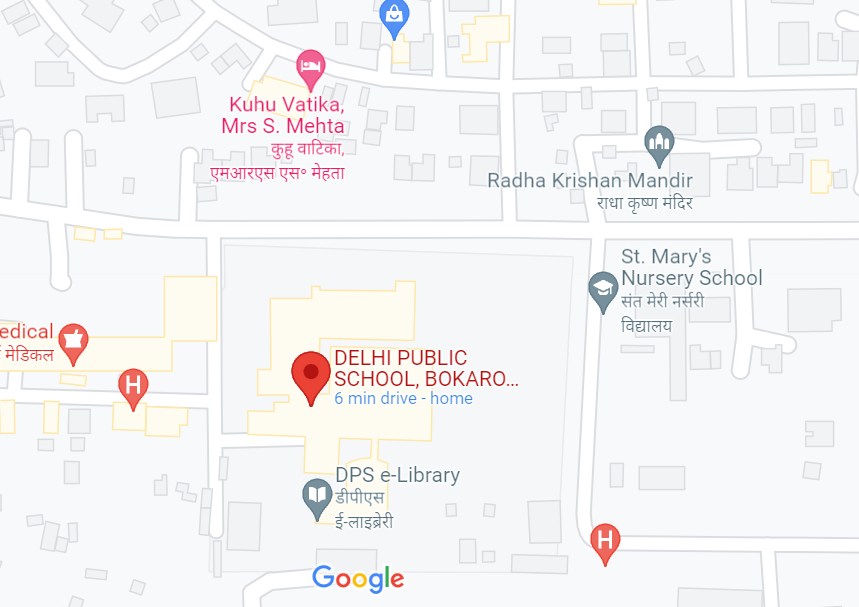 Kuhu Vatika,
Mrs S. Mehta
कुहू वाटिका,
एमआरएस एस॰ मेहता
Radha Krishan Mandir
राधा कृष्ण मंदिर
St. Mary's
Nursery School
संत मेरी नर्सरी
विद्यालय
edical
मेडिकल
H
DELHI PUBLIC
SCHOOL, BOKARO...
6 min drive - home
DPS e-Library
डीपीएस
ई-लाइब्रेरी
H
Google